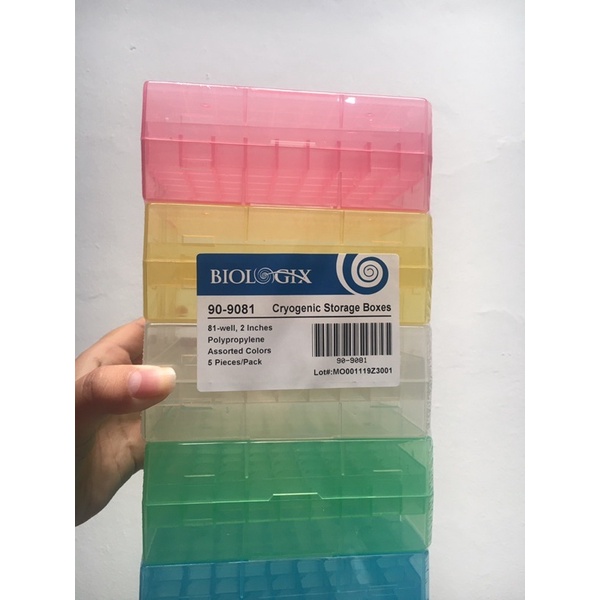 BIOLOGIX
90-9081 Cryogenic Storage Boxes
81-well, 2 Inches
Polypropylene
Assorted Colors
5 Pieces/Pack
90-9081
Lot#:MO001119Z3001